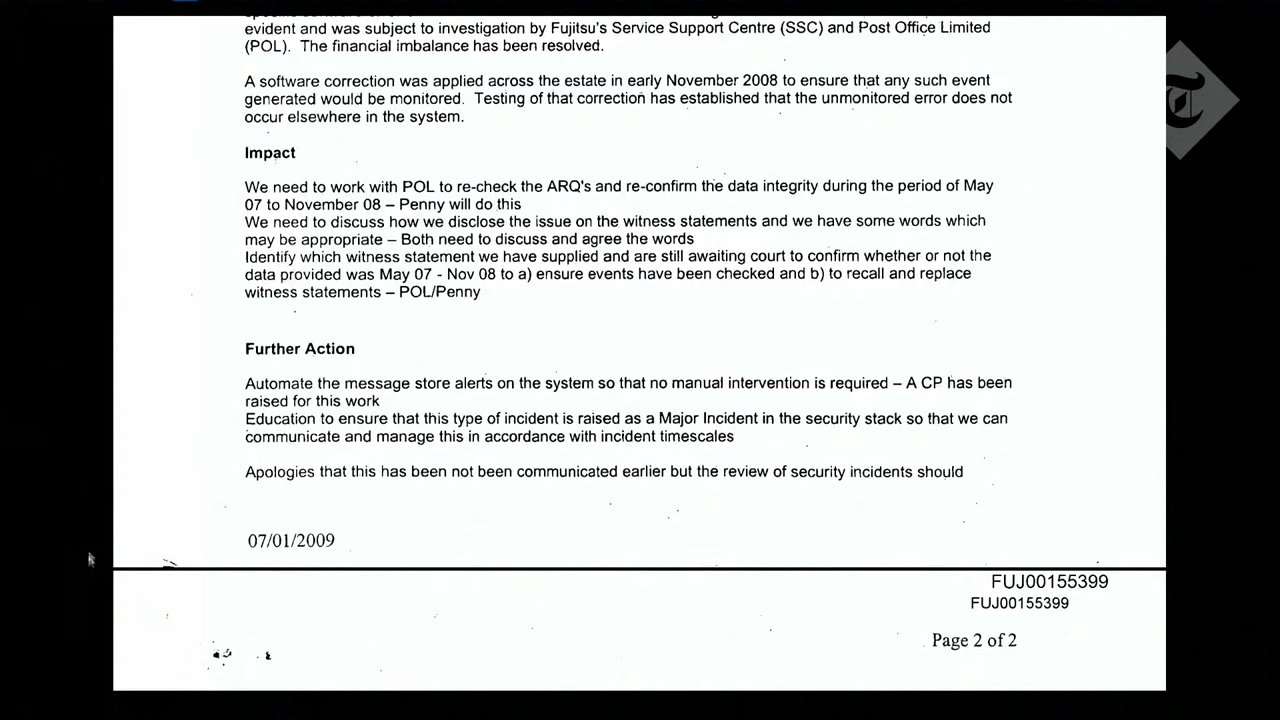 evident and was subject to investigation by Fujitsu's Service Support Centre (SSC) and Post Office Limited
(POL). The financial imbalance has been resolved.
A software correction was applied across the estate in early November 2008 to ensure that any such event
generated would be monitored. Testing of that correction has established that the unmonitored error does not
occur elsewhere in the system.
Impact
We need to work with POL to re-check the ARQ's and re-confirm the data integrity during the period of May
07 to November 08 – Penny will do this
We need to discuss how we disclose the issue on the witness statements and we have some words which
may be appropriate – Both need to discuss and agree the words
Identify which witness statement we have supplied and are still awaiting court to confirm whether or not the
data provided was May 07 - Nov 08 to a) ensure events have been checked and b) to recall and replace
witness statements – POL/Penny
Further Action
Automate the message store alerts on the system so that no manual intervention is required – A CP has been
raised for this work
Education to ensure that this type of incident is raised as a Major Incident in the security stack so that we can
communicate and manage this in accordance with incident timescales
Apologies that this has been not been communicated earlier but the review of security incidents should
07/01/2009
FUJ00155399
FUJ00155399
Page 2 of 2